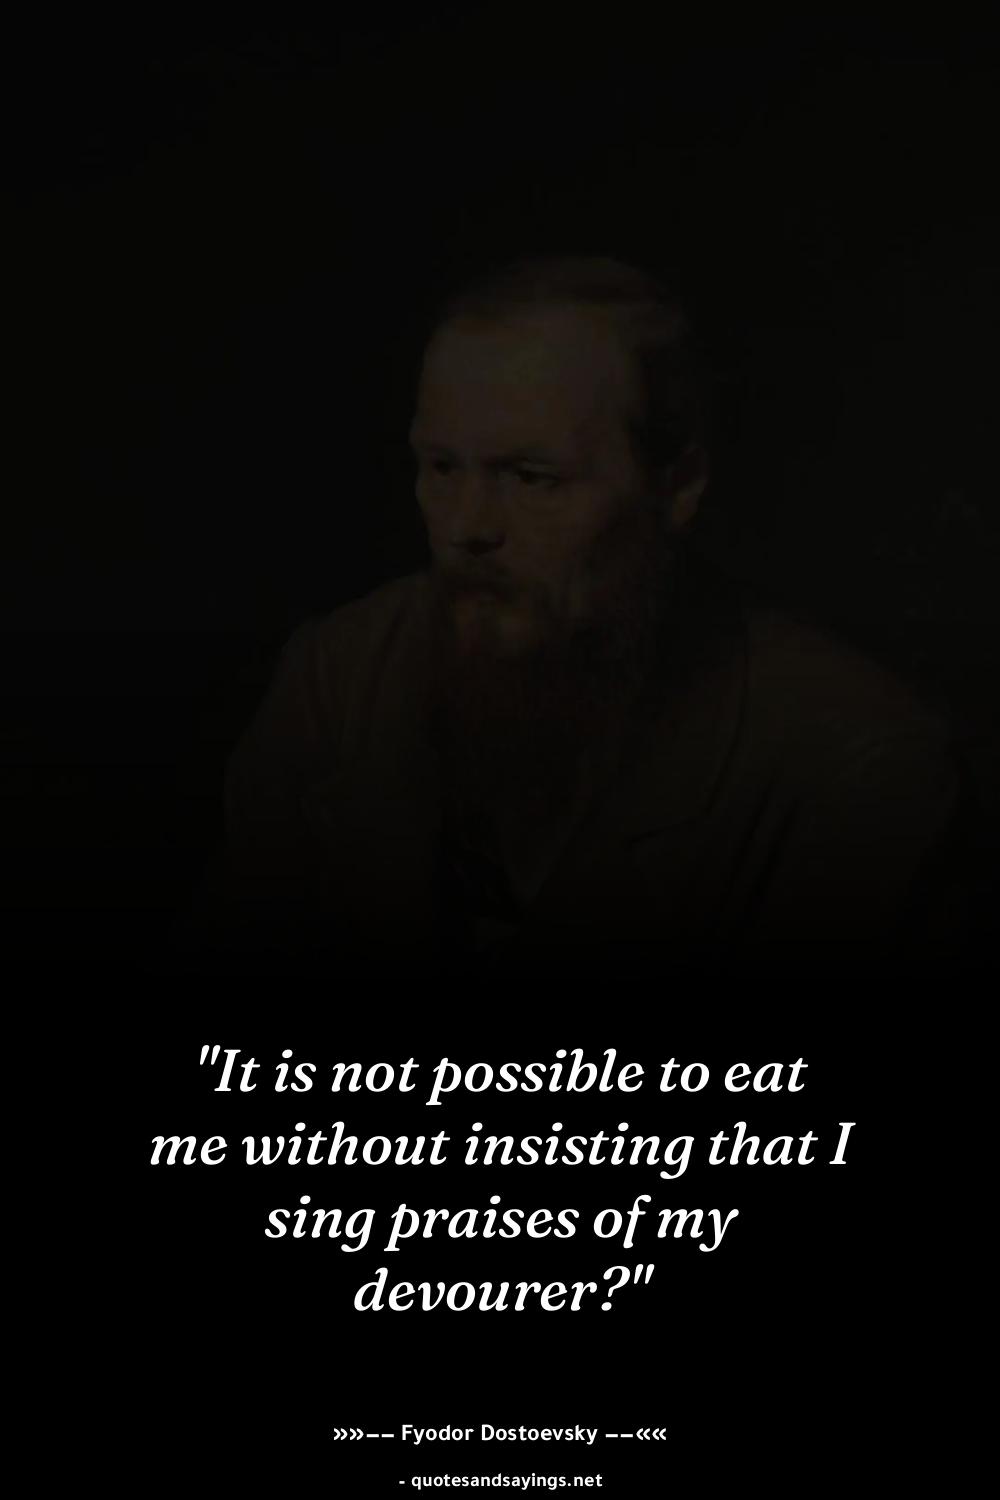 "It is not possible to eat
me without insisting that I
sing praises of my
devourer?"
»»−− Fyodor Dostoevsky −−««
- quotesandsayings.net